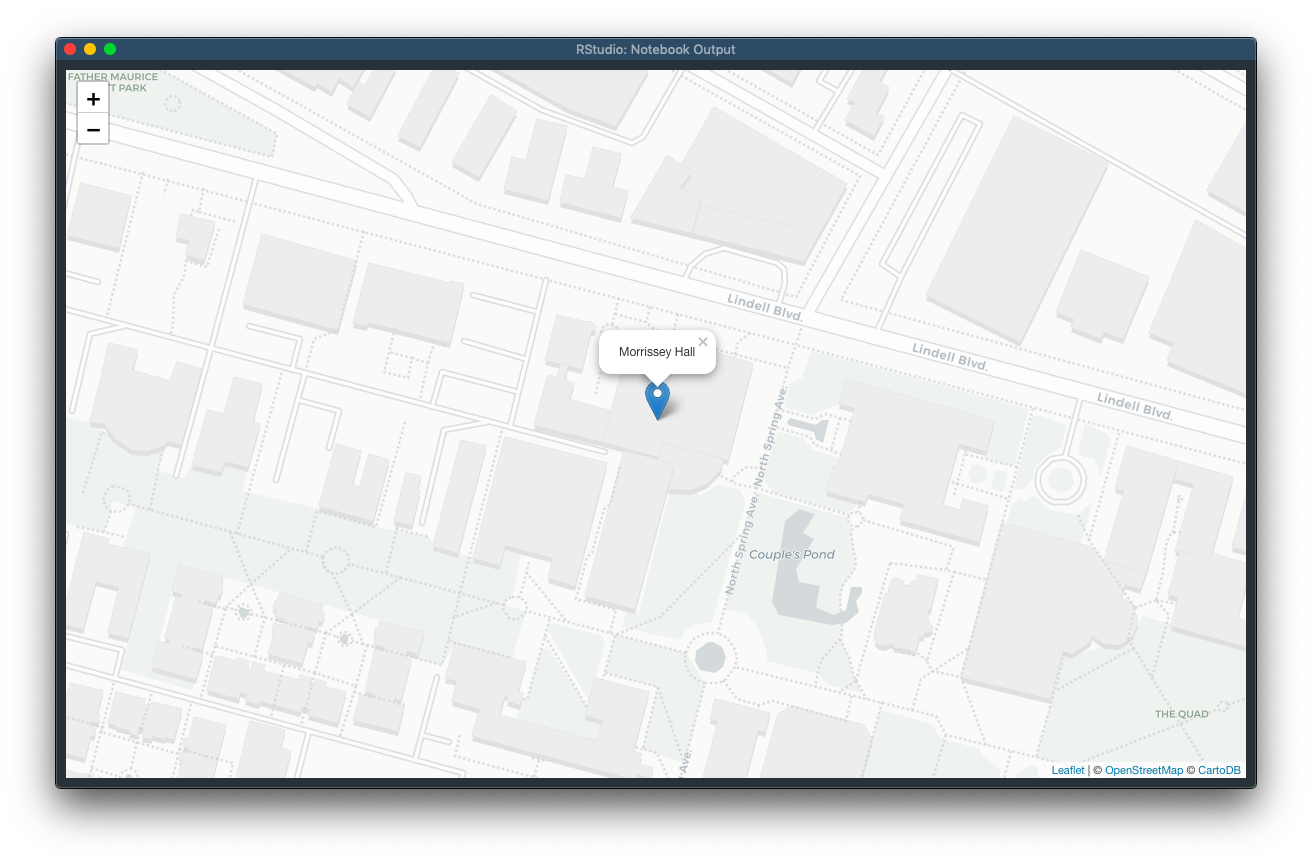 RStudio: Notebook Output
FATHER MAURICE
T PARK
+
−
Lindell Blvd.
Lindell Blvd.
Lindell Blvd.
Morrissey Hall
×
North Spring Ave.
North Spring Ave.
Couple's Pond
THE QUAD
Ave.
Leaflet | © OpenStreetMap © CartoDB